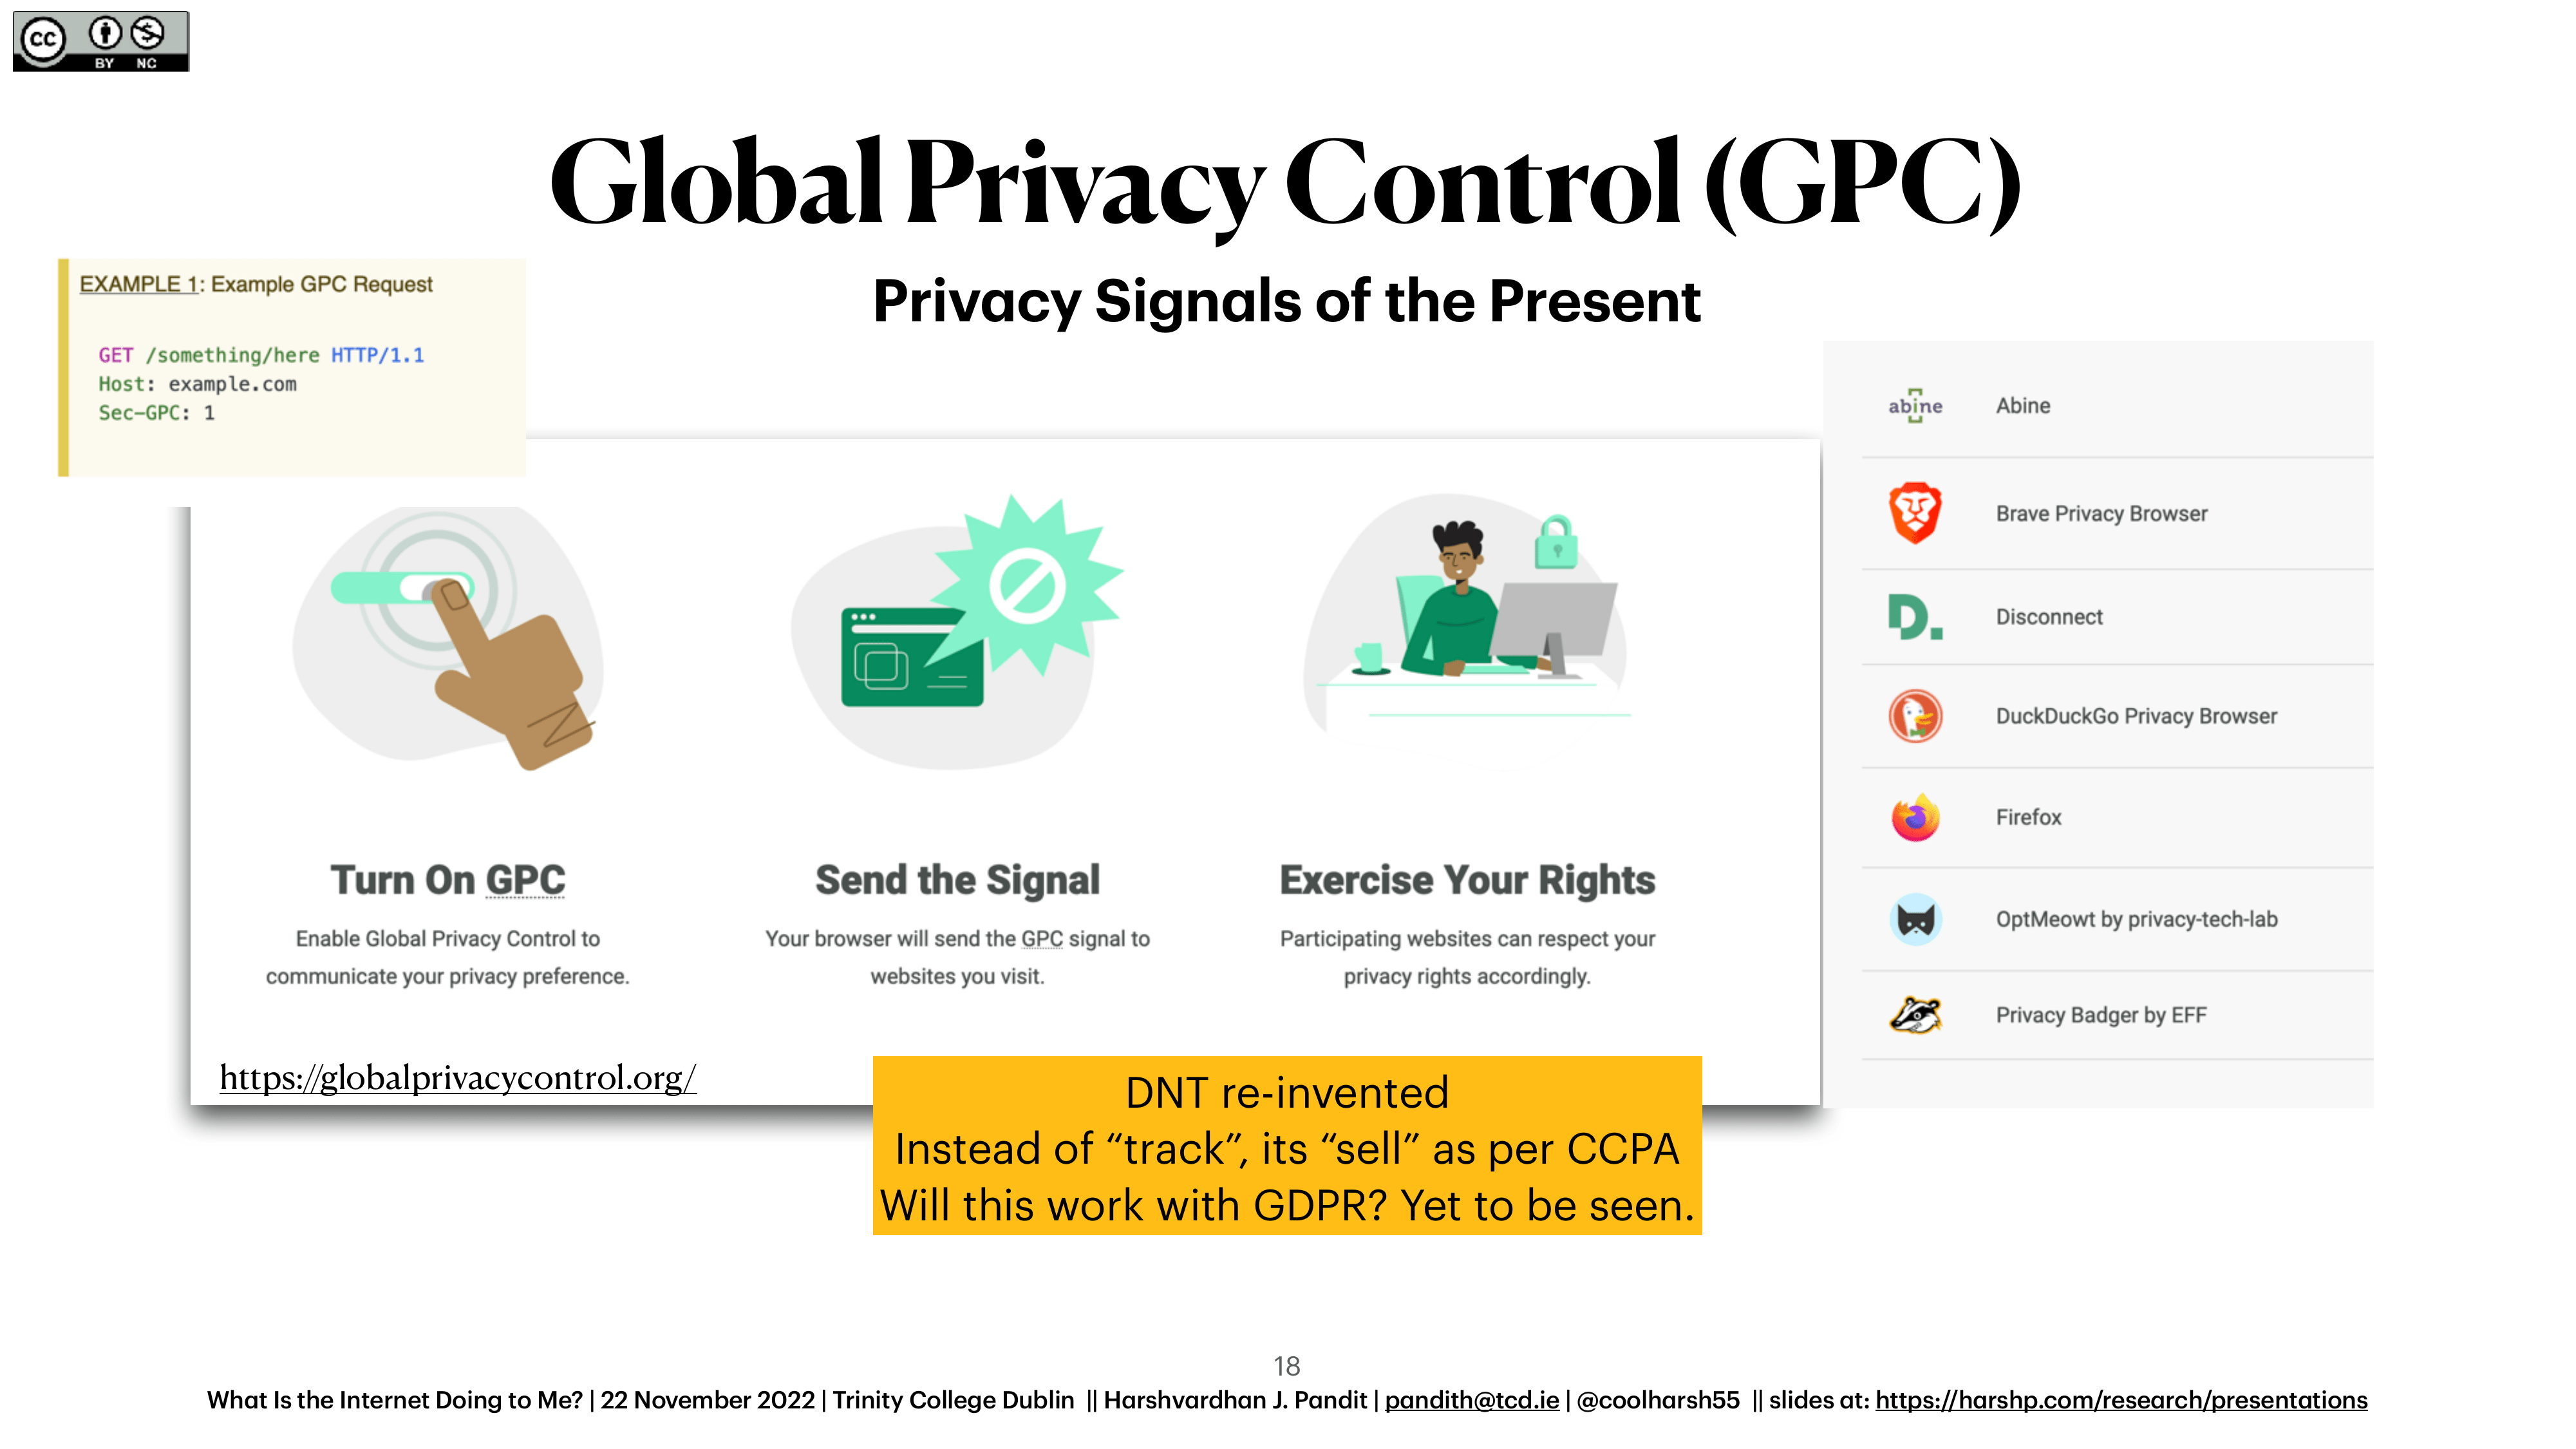 cc BY NC
Global Privacy Control (GPC)
Privacy Signals of the Present
EXAMPLE 1: Example GPC Request
GET /something/here HTTP/1.1
Host: example.com
Sec-GPC: 1
Turn On GPC
Enable Global Privacy Control to
communicate your privacy preference.
Send the Signal
Your browser will send the GPC signal to
websites you visit.
Exercise Your Rights
Participating websites can respect your
privacy rights accordingly.
https://globalprivacycontrol.org/
abine Abine
Brave Privacy Browser
D. Disconnect
DuckDuckGo Privacy Browser
Firefox
OptMeowt by privacy-tech-lab
Privacy Badger by EFF
DNT re-invented
Instead of “track”, its “sell” as per CCPA
Will this work with GDPR? Yet to be seen.
18
What Is the Internet Doing to Me? | 22 November 2022 | Trinity College Dublin || Harshvardhan J. Pandit | pandith@tcd.ie | @coolharsh55 || slides at: https://harshp.com/research/presentations